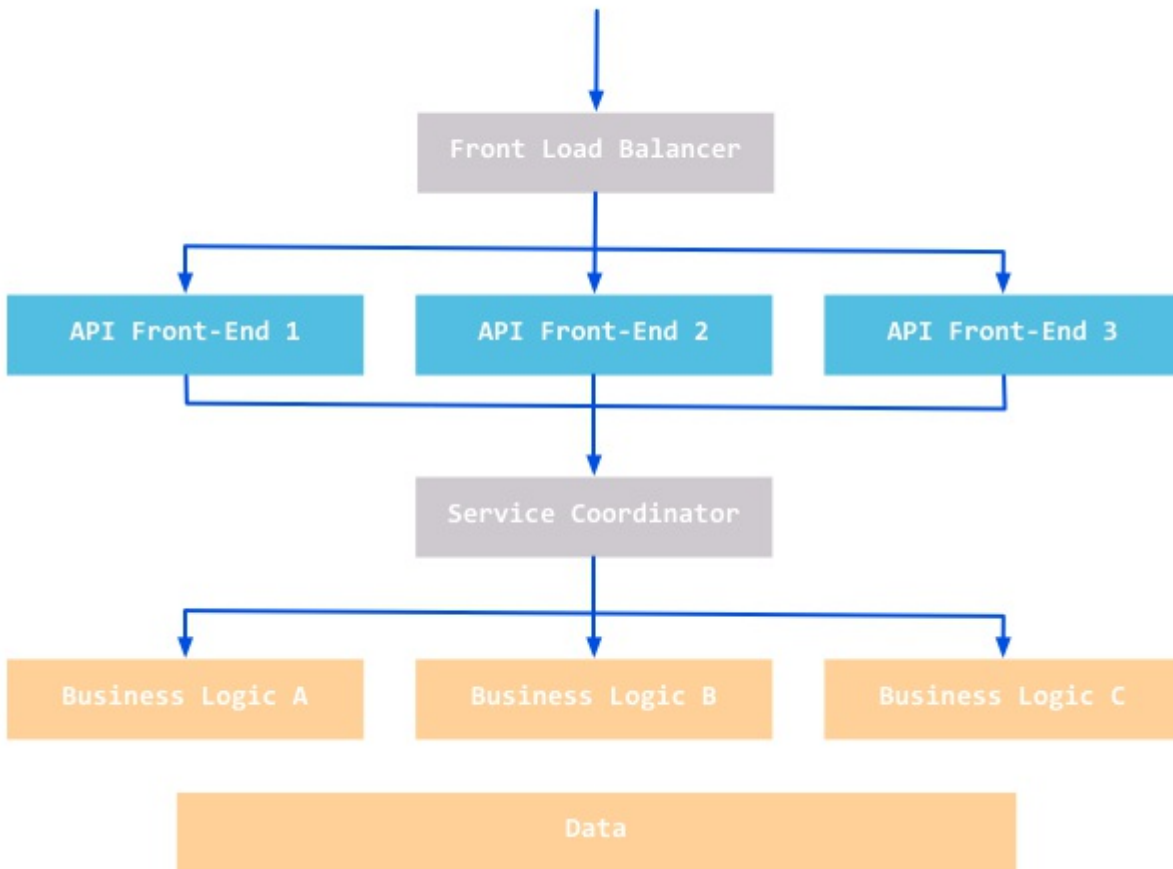 Front Load Balancer
API Front-End 1
API Front-End 2
API Front-End 3
Service Coordinator
Business Logic A
Business Logic B
Business Logic C
Data